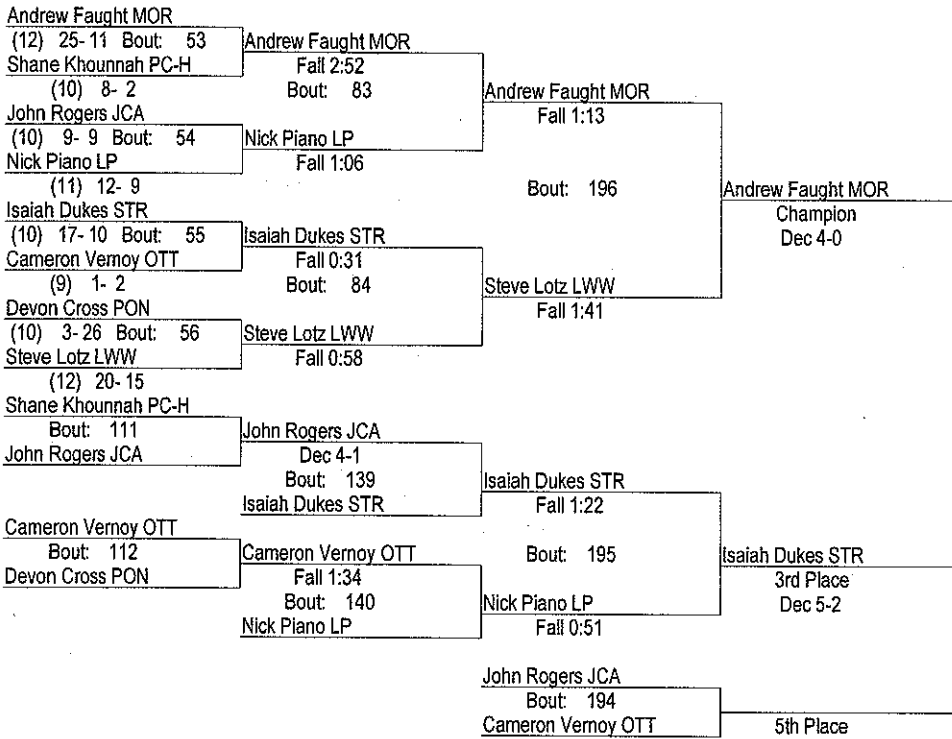 Andrew Faught MOR
(12) 25-11 Bout: 53
Shane Khounnah PC-H
(10) 8- 2
John Rogers JCA
(10) 9- 9 Bout: 54
Nick Piano LP
(11) 12- 9
Isaiah Dukes STR
(10) 17-10 Bout: 55
Cameron Vernoy OTT
(9) 1- 2
Devon Cross PON
(10) 3-26 Bout: 56
Steve Lotz LWW
(12) 20-15
Andrew Faught MOR
Fall 2:52
Bout: 83
Nick Piano LP
Fall 1:06
Isaiah Dukes STR
Fall 0:31
Bout: 84
Steve Lotz LWW
Fall 0:58
Andrew Faught MOR
Fall 1:13
Bout: 196
Steve Lotz LWW
Fall 1:41
Andrew Faught MOR
Champion
Dec 4-0
Shane Khounnah PC-H
Bout: 111
John Rogers JCA
Cameron Vernoy OTT
Bout: 112
Devon Cross PON
John Rogers JCA
Dec 4-1
Bout: 139
Isaiah Dukes STR
Cameron Vernoy OTT
Fall 1:34
Bout: 140
Nick Piano LP
Isaiah Dukes STR
Fall 1:22
Bout: 195
Nick Piano LP
Fall 0:51
Isaiah Dukes STR
3rd Place
Dec 5-2
John Rogers JCA
Bout: 194
Cameron Vernoy OTT
5th Place